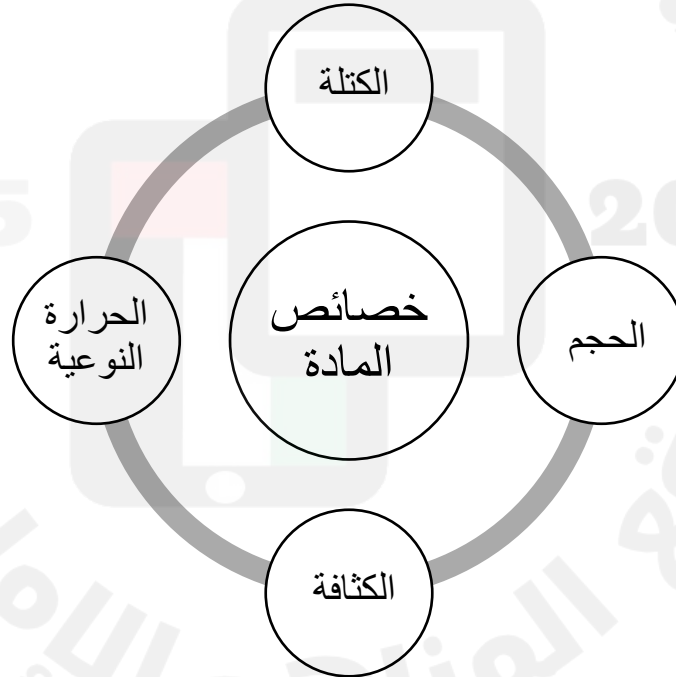 الكتلة
خصائص
المادة
الحجم
الكثافة
الحرارة
النوعية